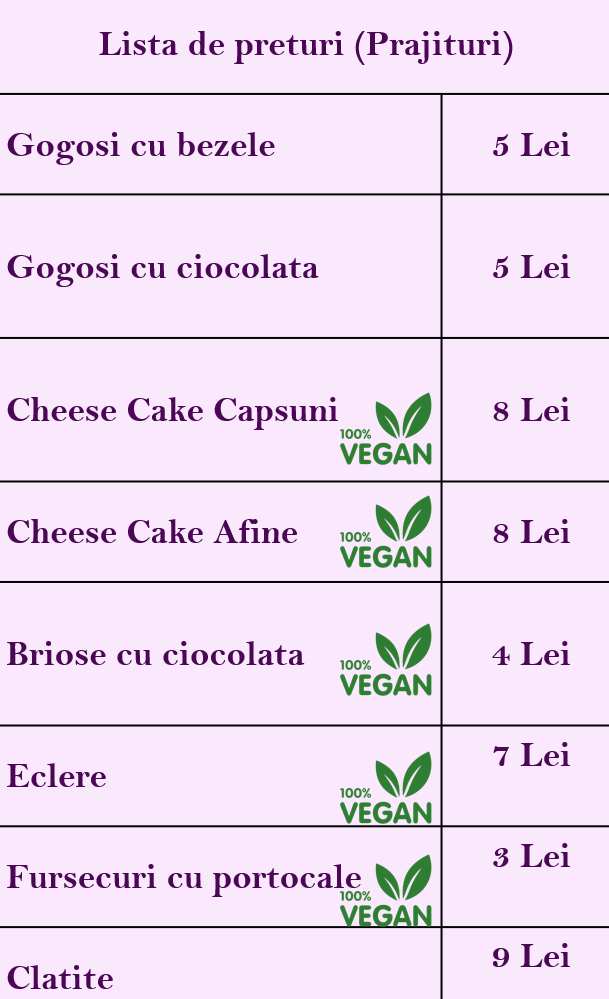 Lista de preturi (Prajituri)
Gogosi cu bezele 5 Lei
Gogosi cu ciocolata 5 Lei
Cheese Cake Capsuni 8 Lei
100%
VEGAN
Cheese Cake Afine 8 Lei
100%
VEGAN
Briose cu ciocolata 4 Lei
100%
VEGAN
Eclere 7 Lei
100%
VEGAN
Fursecuri cu portocale 3 Lei
100%
VEGAN
Clatite 9 Lei